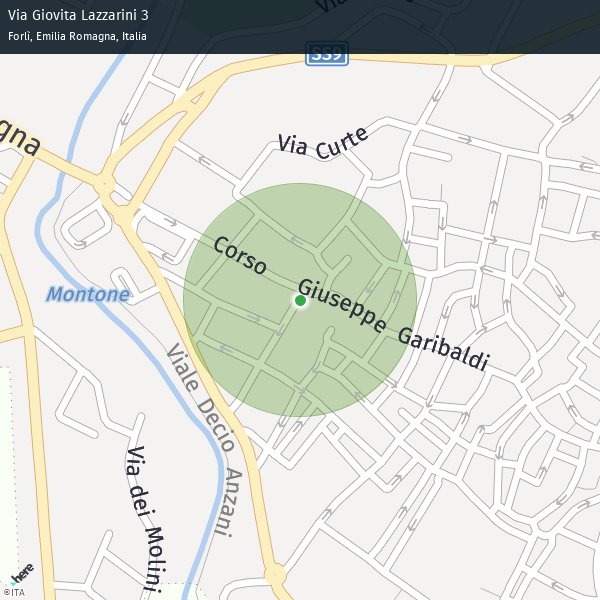 Via Giovita Lazzarini 3
Forlì, Emilia Romagna, Italia
SS9
gna
Via Curte
Corso Giuseppe Garibaldi
Montone
Viale Decio Anzani
Via dei Molini
here
©ITA